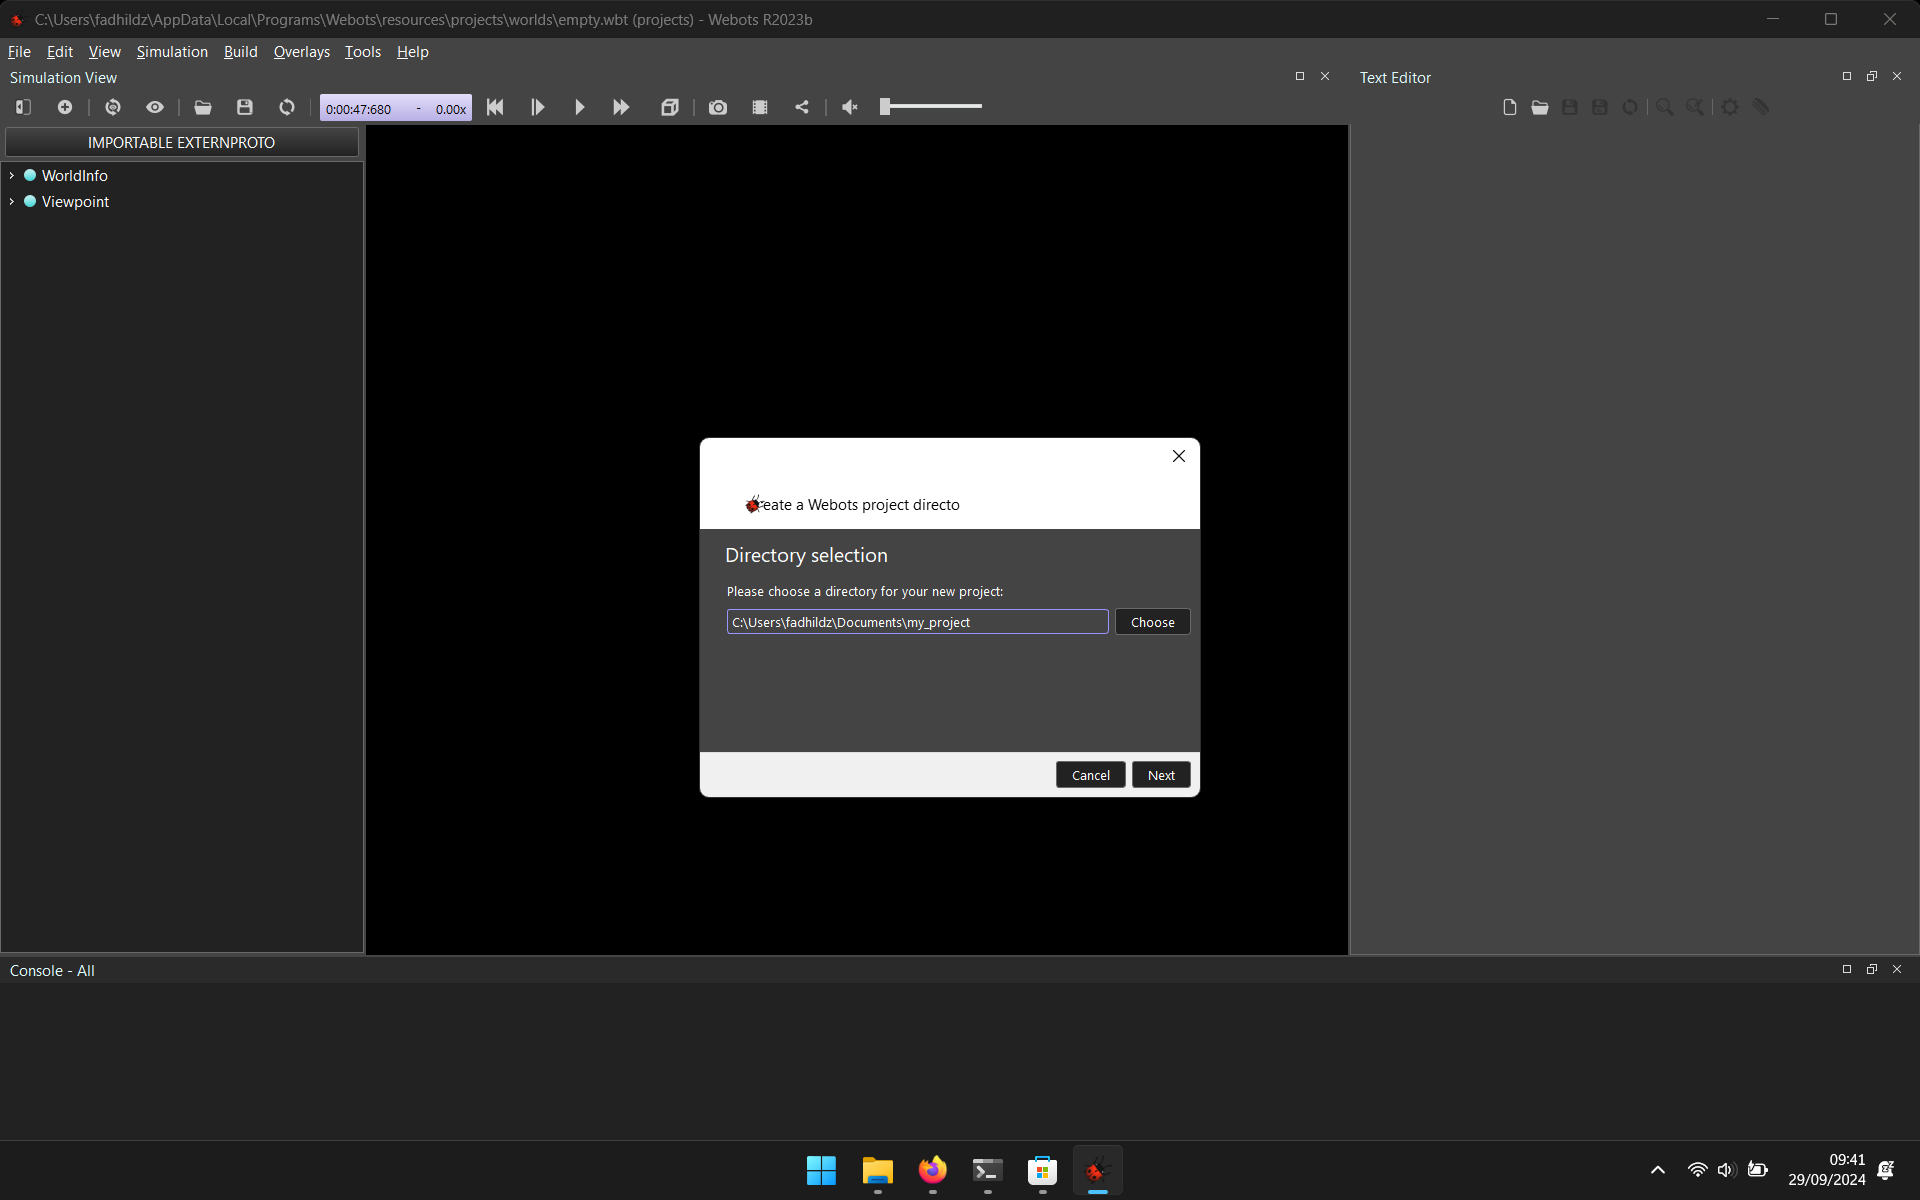 C:\Users\fadhildz\AppData\Local\Programs\Webots\resources\projects\worlds\empty.wbt (projects) - Webots R2023b
File Edit View Simulation Build Overlays Tools Help
Simulation View
Text Editor
0:00:47:680 - 0.00x
IMPORTABLE EXTERNPROTO
WorldInfo
Viewpoint
eate a Webots project directo
Directory selection
Please choose a directory for your new project:
C:\Users\fadhildz\Documents\my_project
Choose
Cancel Next
Console - All
09:41
29/09/2024